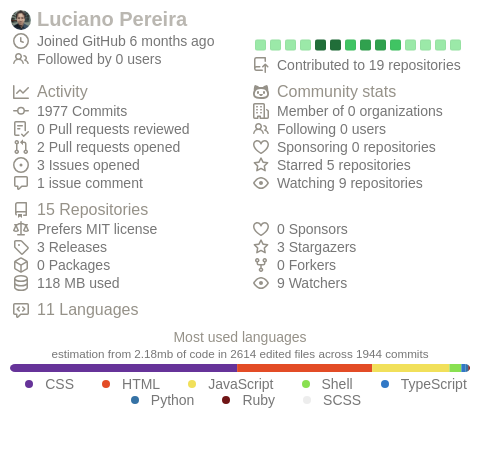 Luciano Pereira
Joined GitHub 6 months ago
Followed by 0 users
Contributed to 19 repositories
Activity
1977 Commits
0 Pull requests reviewed
2 Pull requests opened
3 Issues opened
1 issue comment
Community stats
Member of 0 organizations
Following 0 users
Sponsoring 0 repositories
Starred 5 repositories
Watching 9 repositories
15 Repositories
Prefers MIT license
3 Releases
0 Packages
118 MB used
0 Sponsors
3 Stargazers
0 Forkers
9 Watchers
11 Languages
Most used languages
estimation from 2.18mb of code in 2614 edited files across 1944 commits
CSS HTML JavaScript Shell TypeScript
Python Ruby SCSS